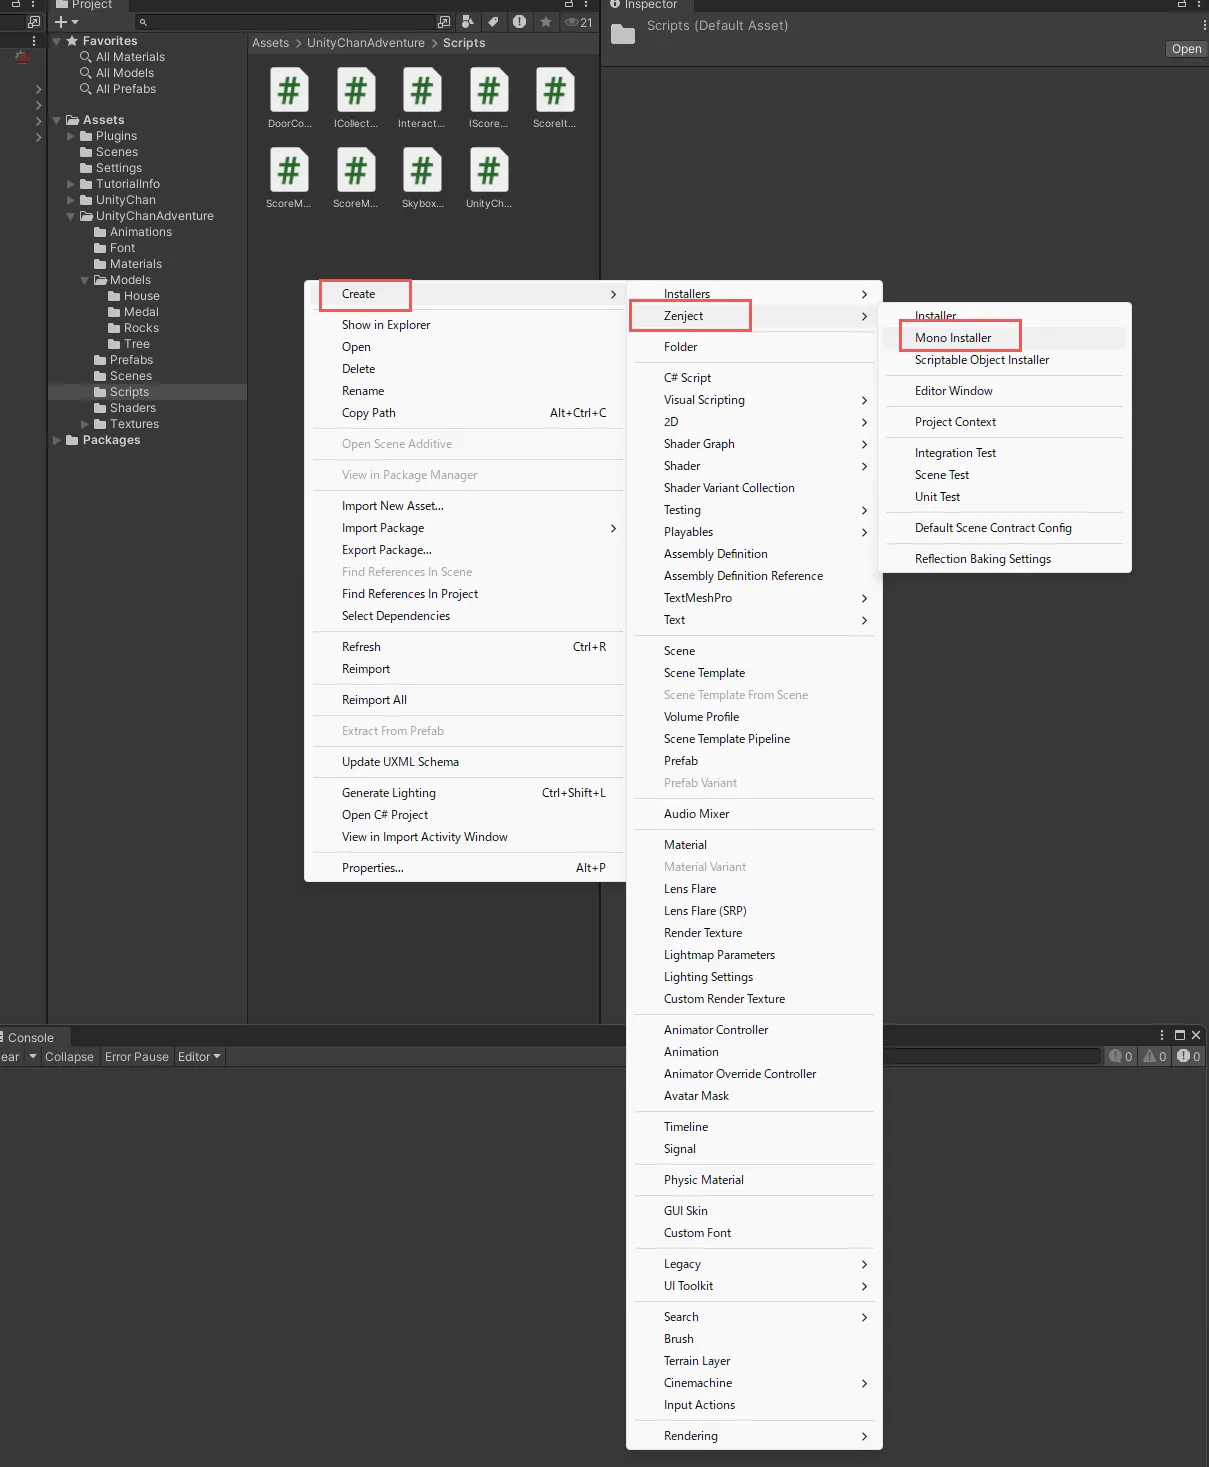 Project
21
Favorites
All Materials
All Models
All Prefabs
Assets
Plugins
Scenes
Settings
TutorialInfo
UnityChan
UnityChanAdventure
Animations
Font
Materials
Models
House
Medal
Rocks
Tree
Prefabs
Scenes
Scripts
Shaders
Textures
Packages
Assets > UnityChanAdventure > Scripts
DoorCo... ICollect... Interact... IScore... ScoreIt...
ScoreM... ScoreM... Skybox... UnityCh...
Inspector
Scripts (Default Asset)
Open
Create
Show in Explorer
Open
Delete
Rename
Copy Path Alt+Ctrl+C
Open Scene Additive
View in Package Manager
Import New Asset...
Import Package
Export Package...
Find References In Scene
Find References In Project
Select Dependencies
Refresh Ctrl+R
Reimport
Reimport All
Extract From Prefab
Update UXML Schema
Generate Lighting Ctrl+Shift+L
Open C# Project
View in Import Activity Window
Properties... Alt+P
Installers
Zenject
Folder
C# Script
Visual Scripting
2D
Shader Graph
Shader
Shader Variant Collection
Testing
Playables
Assembly Definition
Assembly Definition Reference
TextMeshPro
Text
Scene
Scene Template
Scene Template From Scene
Volume Profile
Scene Template Pipeline
Prefab
Prefab Variant
Audio Mixer
Material
Material Variant
Lens Flare
Lens Flare (SRP)
Render Texture
Lightmap Parameters
Lighting Settings
Custom Render Texture
Animator Controller
Animation
Animator Override Controller
Avatar Mask
Timeline
Signal
Physic Material
GUI Skin
Custom Font
Legacy
UI Toolkit
Search
Brush
Terrain Layer
Cinemachine
Input Actions
Rendering
Installer
Mono Installer
Scriptable Object Installer
Editor Window
Project Context
Integration Test
Scene Test
Unit Test
Default Scene Contract Config
Reflection Baking Settings
Console
ear Collapse Error Pause Editor
0 0 0